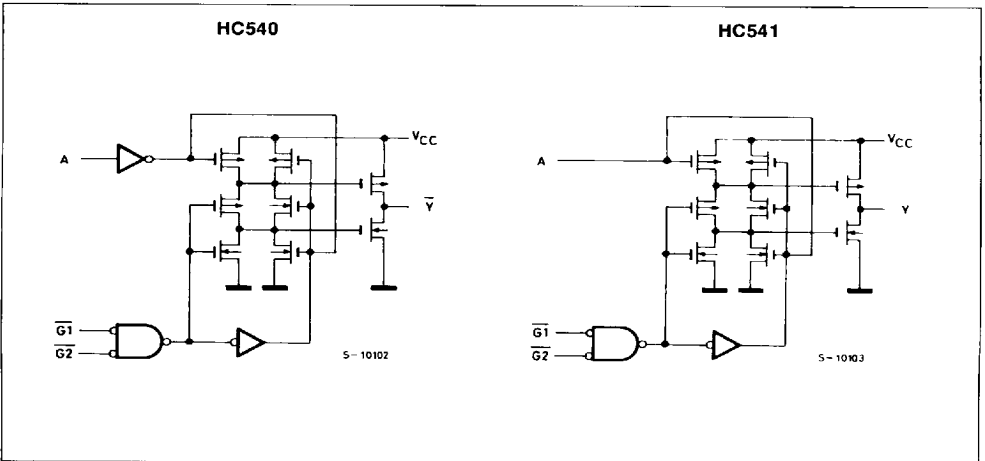 HC540
HC541
VCC
A
Y̅
G1̅
G2̅
S-10102
VCC
A
Y
G1̅
G2̅
S-10103